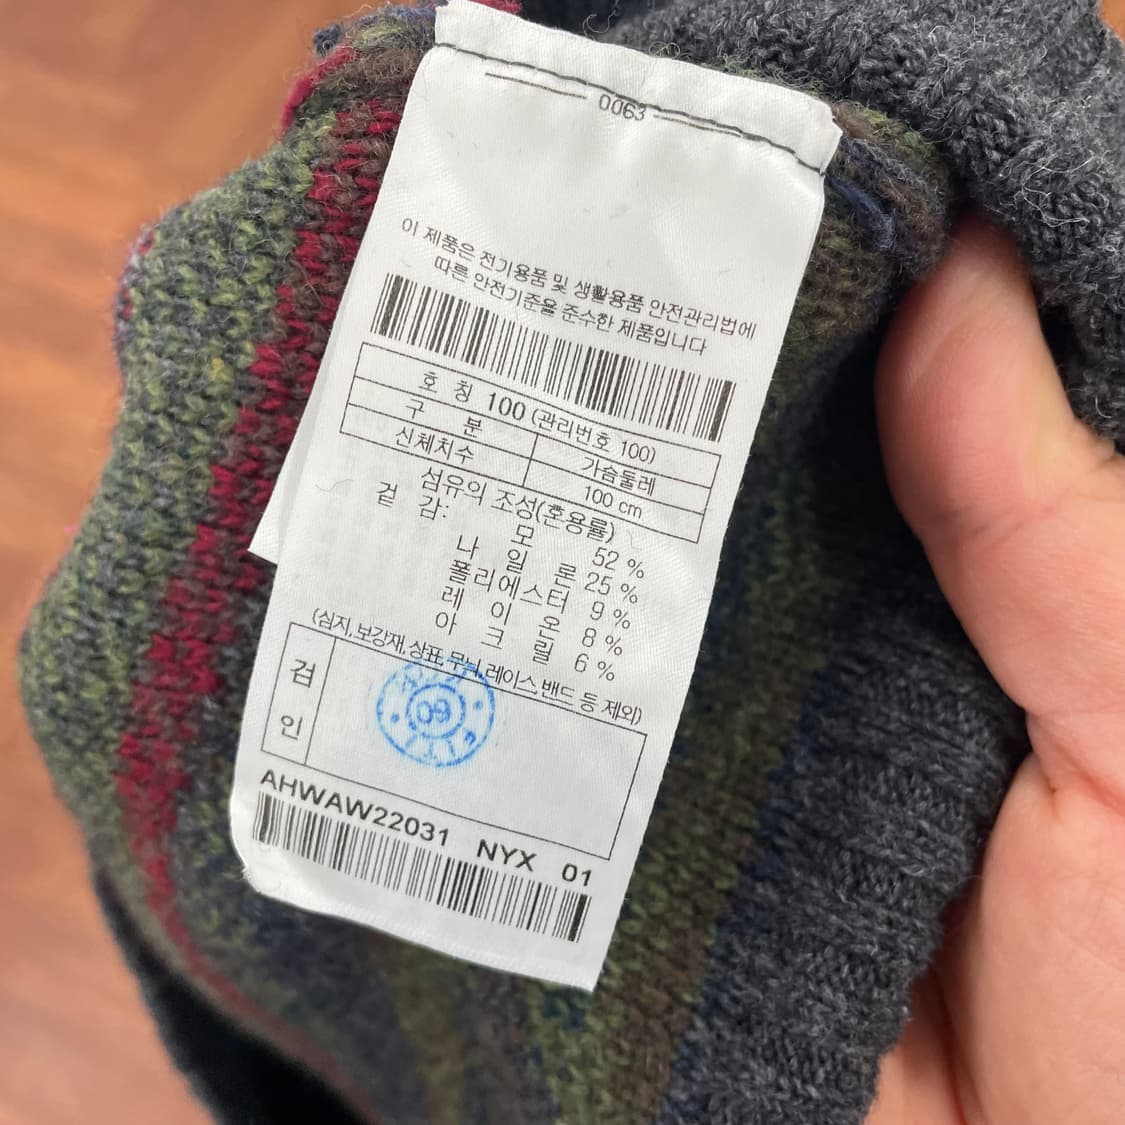 0063
이 제품은 전기용품 및 생활용품 안전관리법에
따른 안전기준을 준수한 제품입니다
호 칭 100 (관리번호 100)
구 분 가슴둘레
신체치수 100 cm
섬유의 조성(혼용률)
겉 감: 모 52 %
나 일 론 25 %
폴리에스터 9 %
레 이 온 8 %
아 크 릴 6 %
(심지,보강재,상표,무늬,레이스,밴드 등 제외)
검 인
09
AHWAW22031 NYX 01